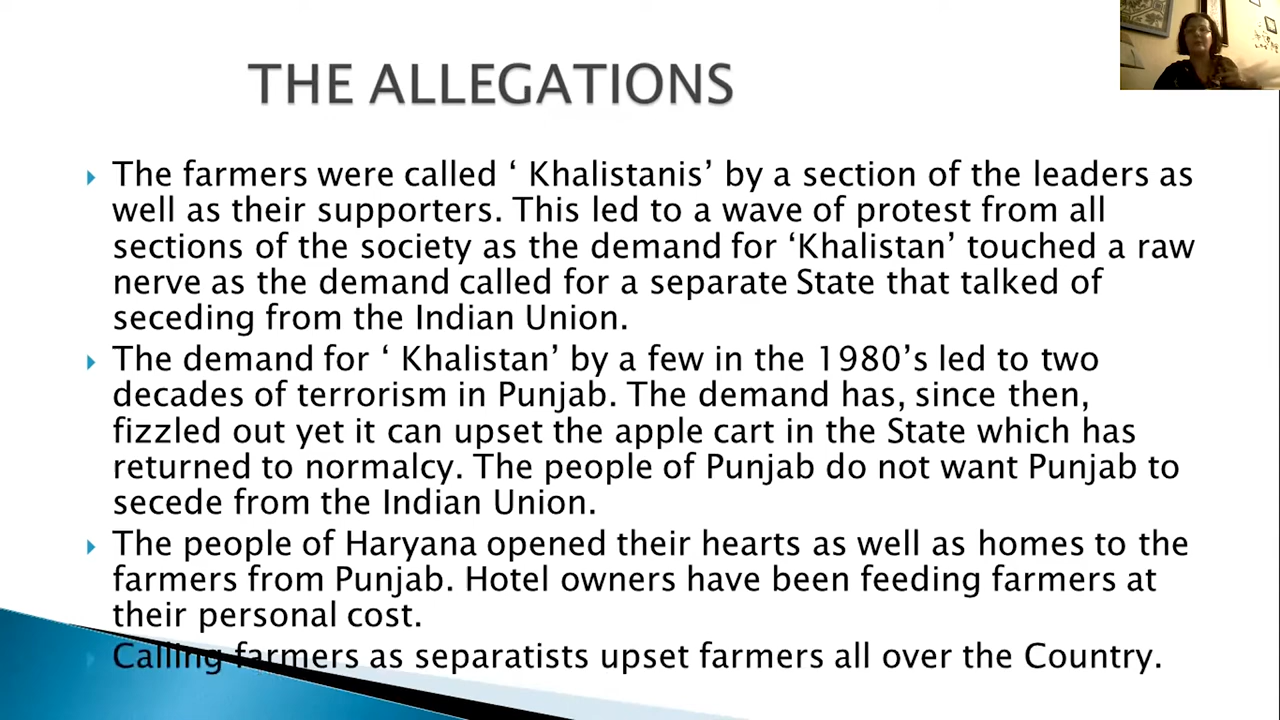 THE ALLEGATIONS
The farmers were called ‘ Khalistanis’ by a section of the leaders as
well as their supporters. This led to a wave of protest from all
sections of the society as the demand for ‘Khalistan’ touched a raw
nerve as the demand called for a separate State that talked of
seceding from the Indian Union.
The demand for ‘ Khalistan’ by a few in the 1980’s led to two
decades of terrorism in Punjab. The demand has, since then,
fizzled out yet it can upset the apple cart in the State which has
returned to normalcy. The people of Punjab do not want Punjab to
secede from the Indian Union.
The people of Haryana opened their hearts as well as homes to the
farmers from Punjab. Hotel owners have been feeding farmers at
their personal cost.
Calling farmers as separatists upset farmers all over the Country.